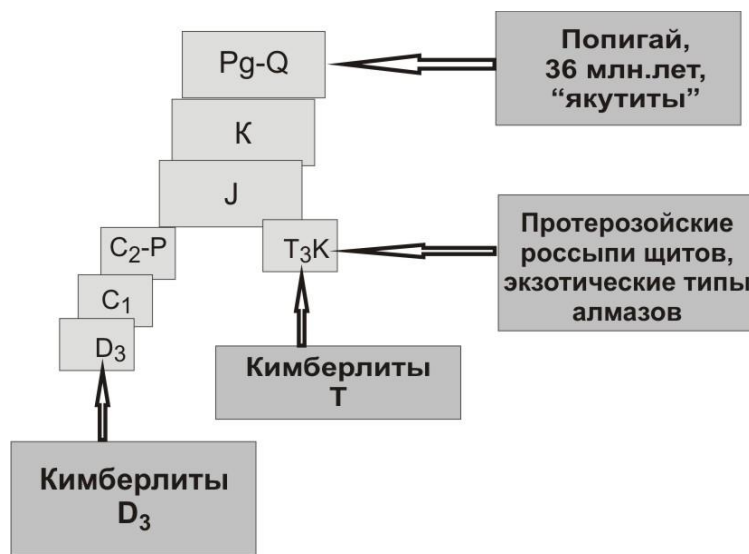 Pg-Q
Попигай,
36 млн.лет,
“якутиты”
К
J
C₂-P
T₃K
Протерозойские
россыпи щитов,
экзотические типы
алмазов
C₁
D₃
Кимберлиты
Т
Кимберлиты
D₃